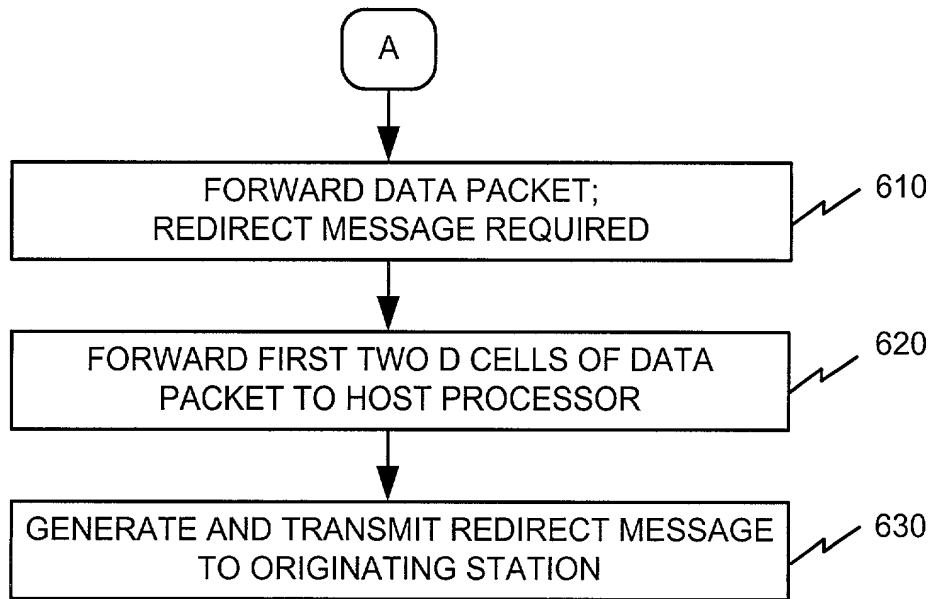 A
FORWARD DATA PACKET;
REDIRECT MESSAGE REQUIRED
610
FORWARD FIRST TWO D CELLS OF DATA
PACKET TO HOST PROCESSOR
620
GENERATE AND TRANSMIT REDIRECT MESSAGE
TO ORIGINATING STATION
630